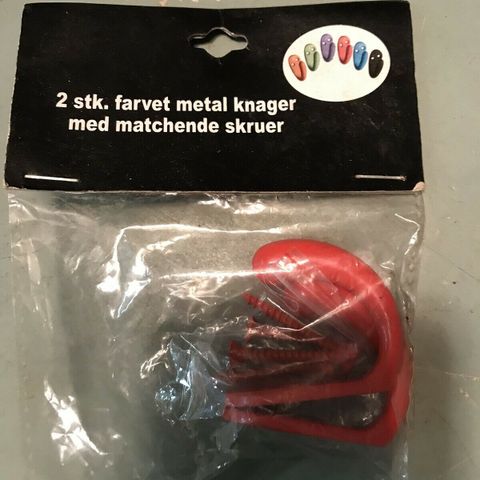 2 stk. farvet metal knager
med matchende skruer